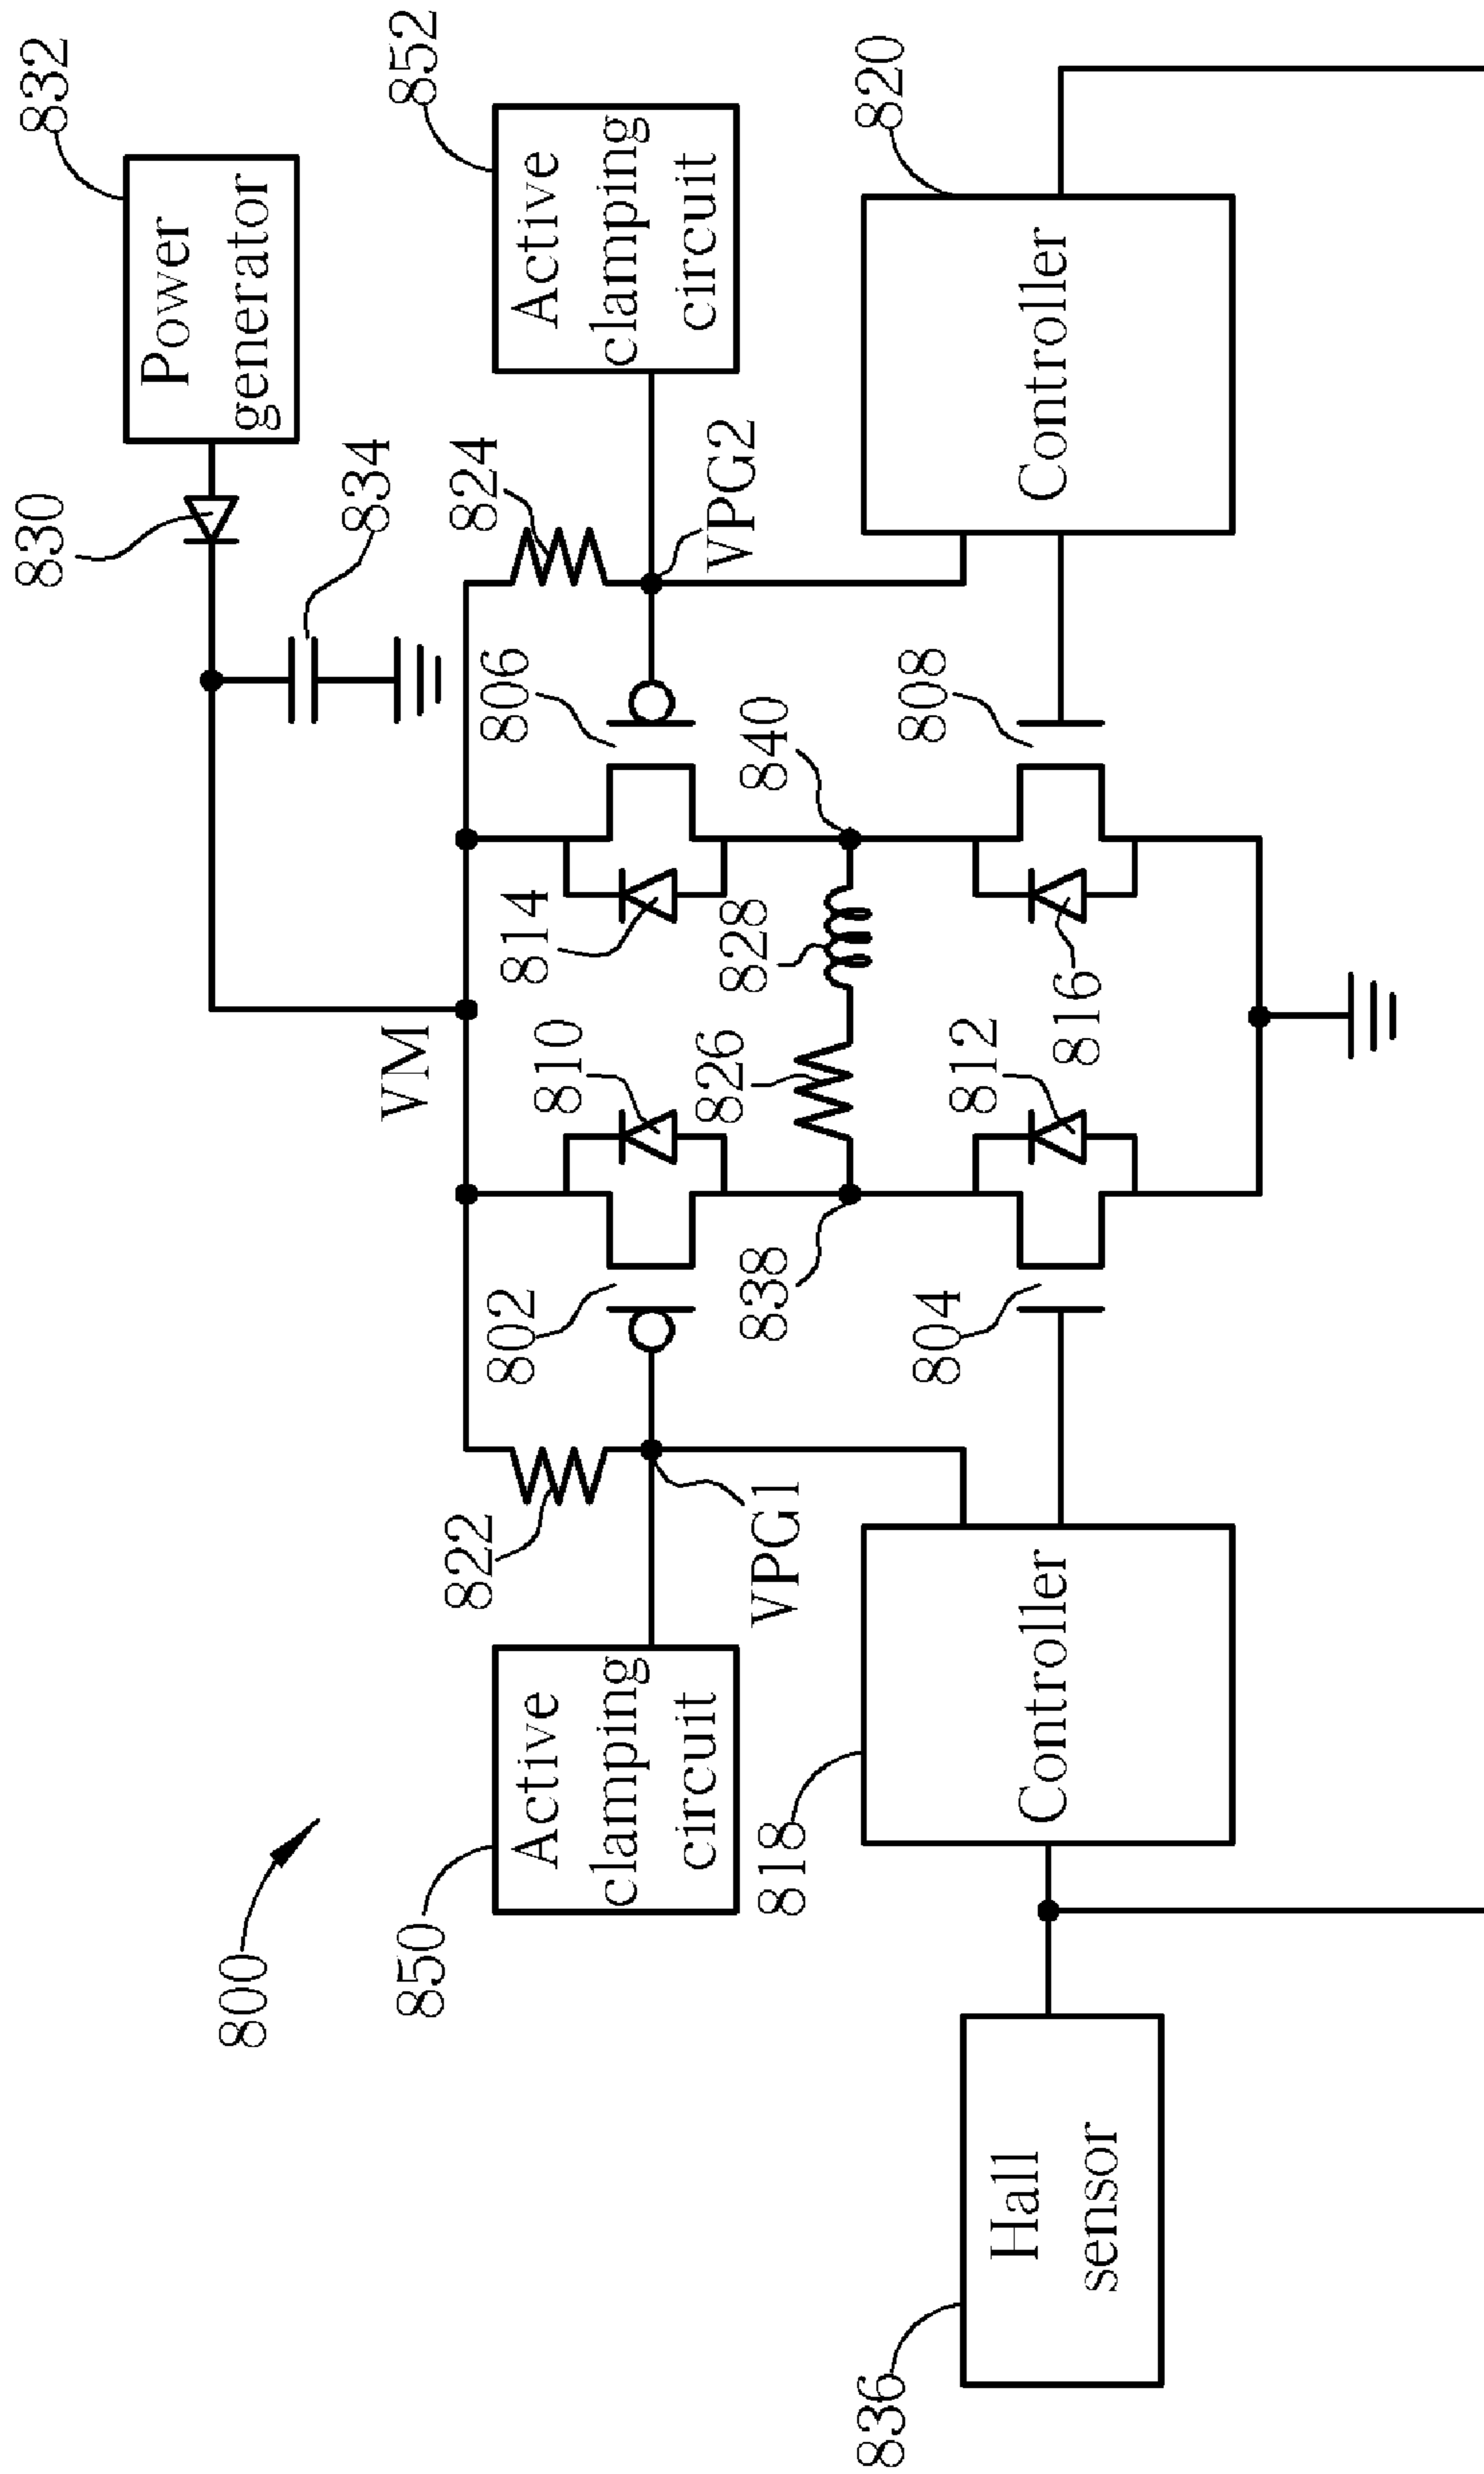 800
832
Power
generator
830
834
VM
850
Active
clamping
circuit
822
VPG1
802
810
814
806
824
VPG2
852
Active
clamping
circuit
838
826
828
840
836
Hall
sensor
818
Controller
804
812
816
808
820
Controller